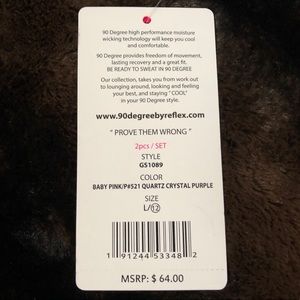 90 Degree high performance moisture
wicking technology will keep you cool
and comfortable.
90 Degree provides freedom of movement,
lasting recovery and a great fit.
BE READY TO SWEAT IN 90 DEGREE
Our collection, takes you from work out
to lounging around, looking and feeling
your best, and staying "COOL"
in your 90 Degree style.
www.90degreebyreflex.com
" PROVE THEM WRONG "
2pcs / SET
STYLE
GS1089
COLOR
BABY PINK/P#521 QUARTZ CRYSTAL PURPLE
SIZE
L/12
1 91244 53348 2
MSRP: $ 64.00